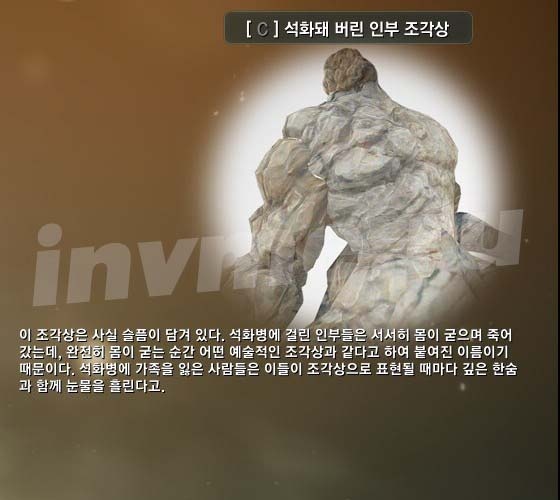 [ C ] 석화돼 버린 인부 조각상
이 조각상은 사실 슬픔이 담겨 있다. 석화병에 걸린 인부들은 서서히 몸이 굳으며 죽어
갔는데, 완전히 몸이 굳는 순간 어떤 예술적인 조각상과 같다고 하여 붙여진 이름이기
때문이다. 석화병에 가족을 잃은 사람들은 이들이 조각상으로 표현될 때마다 깊은 한숨
과 함께 눈물을 흘린다고.